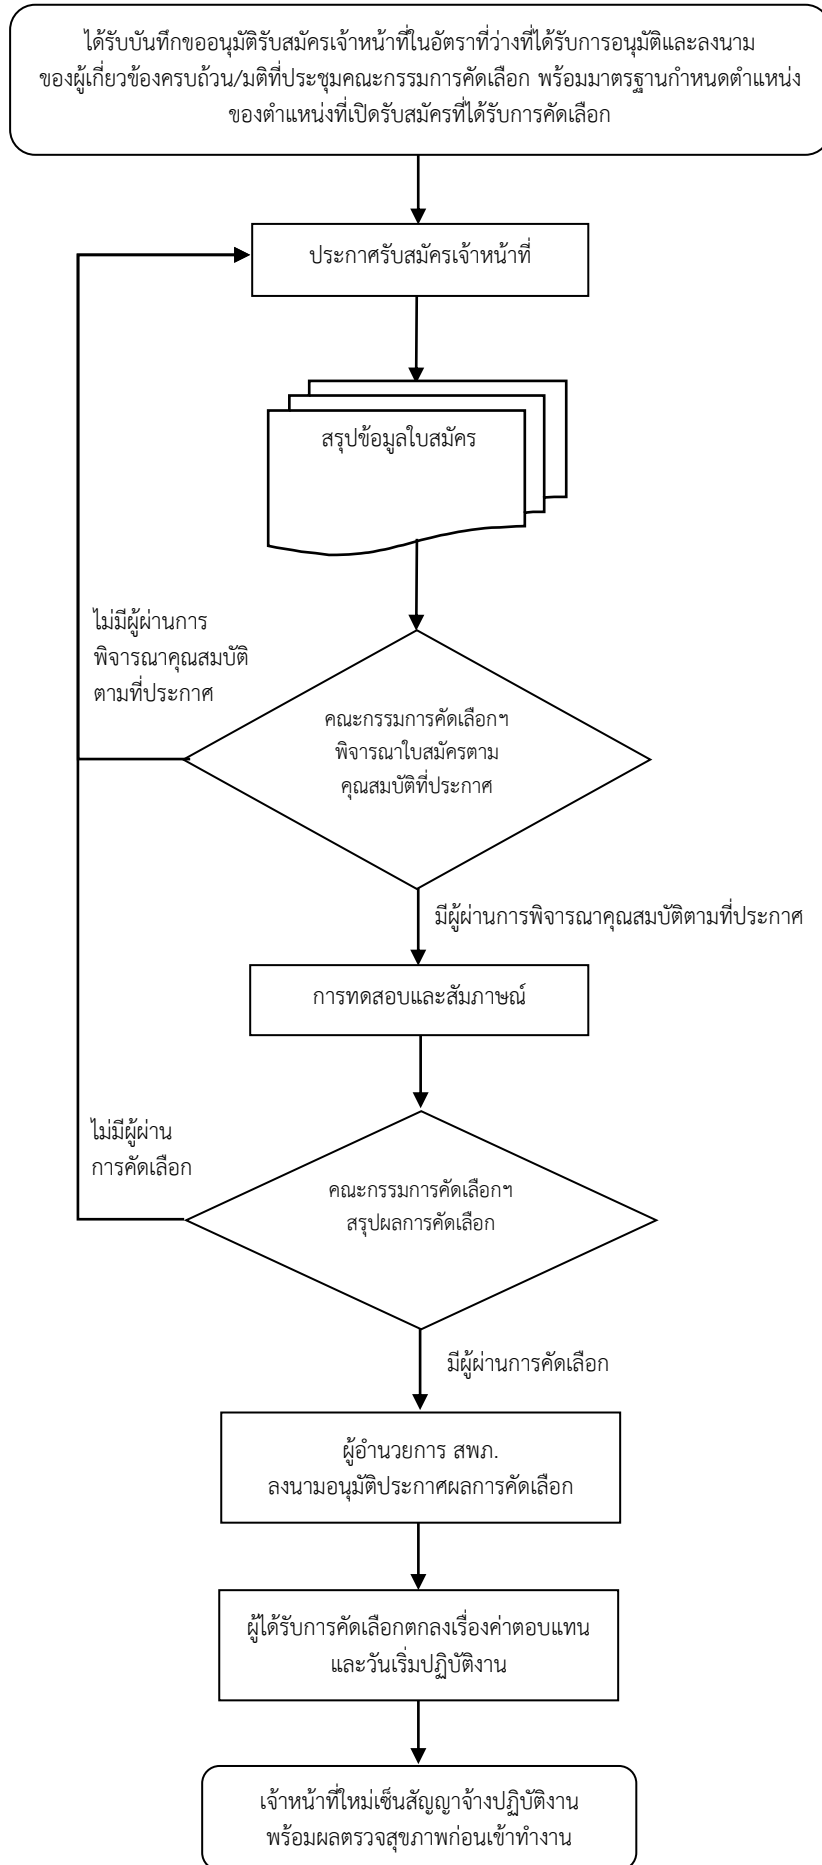 ได้รับบันทึกขออนุมัติรับสมัครเจ้าหน้าที่ในอัตราที่ว่างที่ได้รับการอนุมัติและลงนาม
ของผู้เกี่ยวข้องครบถ้วน/มติที่ประชุมคณะกรรมการคัดเลือก พร้อมมาตรฐานกำหนดตำแหน่ง
ของตำแหน่งที่เปิดรับสมัครที่ได้รับการคัดเลือก
ประกาศรับสมัครเจ้าหน้าที่
สรุปข้อมูลใบสมัคร
ไม่มีผู้ผ่านการ
พิจารณาคุณสมบัติ
ตามที่ประกาศ
คณะกรรมการคัดเลือกฯ
พิจารณาใบสมัครตาม
คุณสมบัติที่ประกาศ
มีผู้ผ่านการพิจารณาคุณสมบัติตามที่ประกาศ
การทดสอบและสัมภาษณ์
ไม่มีผู้ผ่าน
การคัดเลือก
คณะกรรมการคัดเลือกฯ
สรุปผลการคัดเลือก
มีผู้ผ่านการคัดเลือก
ผู้อำนวยการ สพภ.
ลงนามอนุมัติประกาศผลการคัดเลือก
ผู้ได้รับการคัดเลือกตกลงเรื่องค่าตอบแทน
และวันเริ่มปฏิบัติงาน
เจ้าหน้าที่ใหม่เซ็นสัญญาจ้างปฏิบัติงาน
พร้อมผลตรวจสุขภาพก่อนเข้าทำงาน